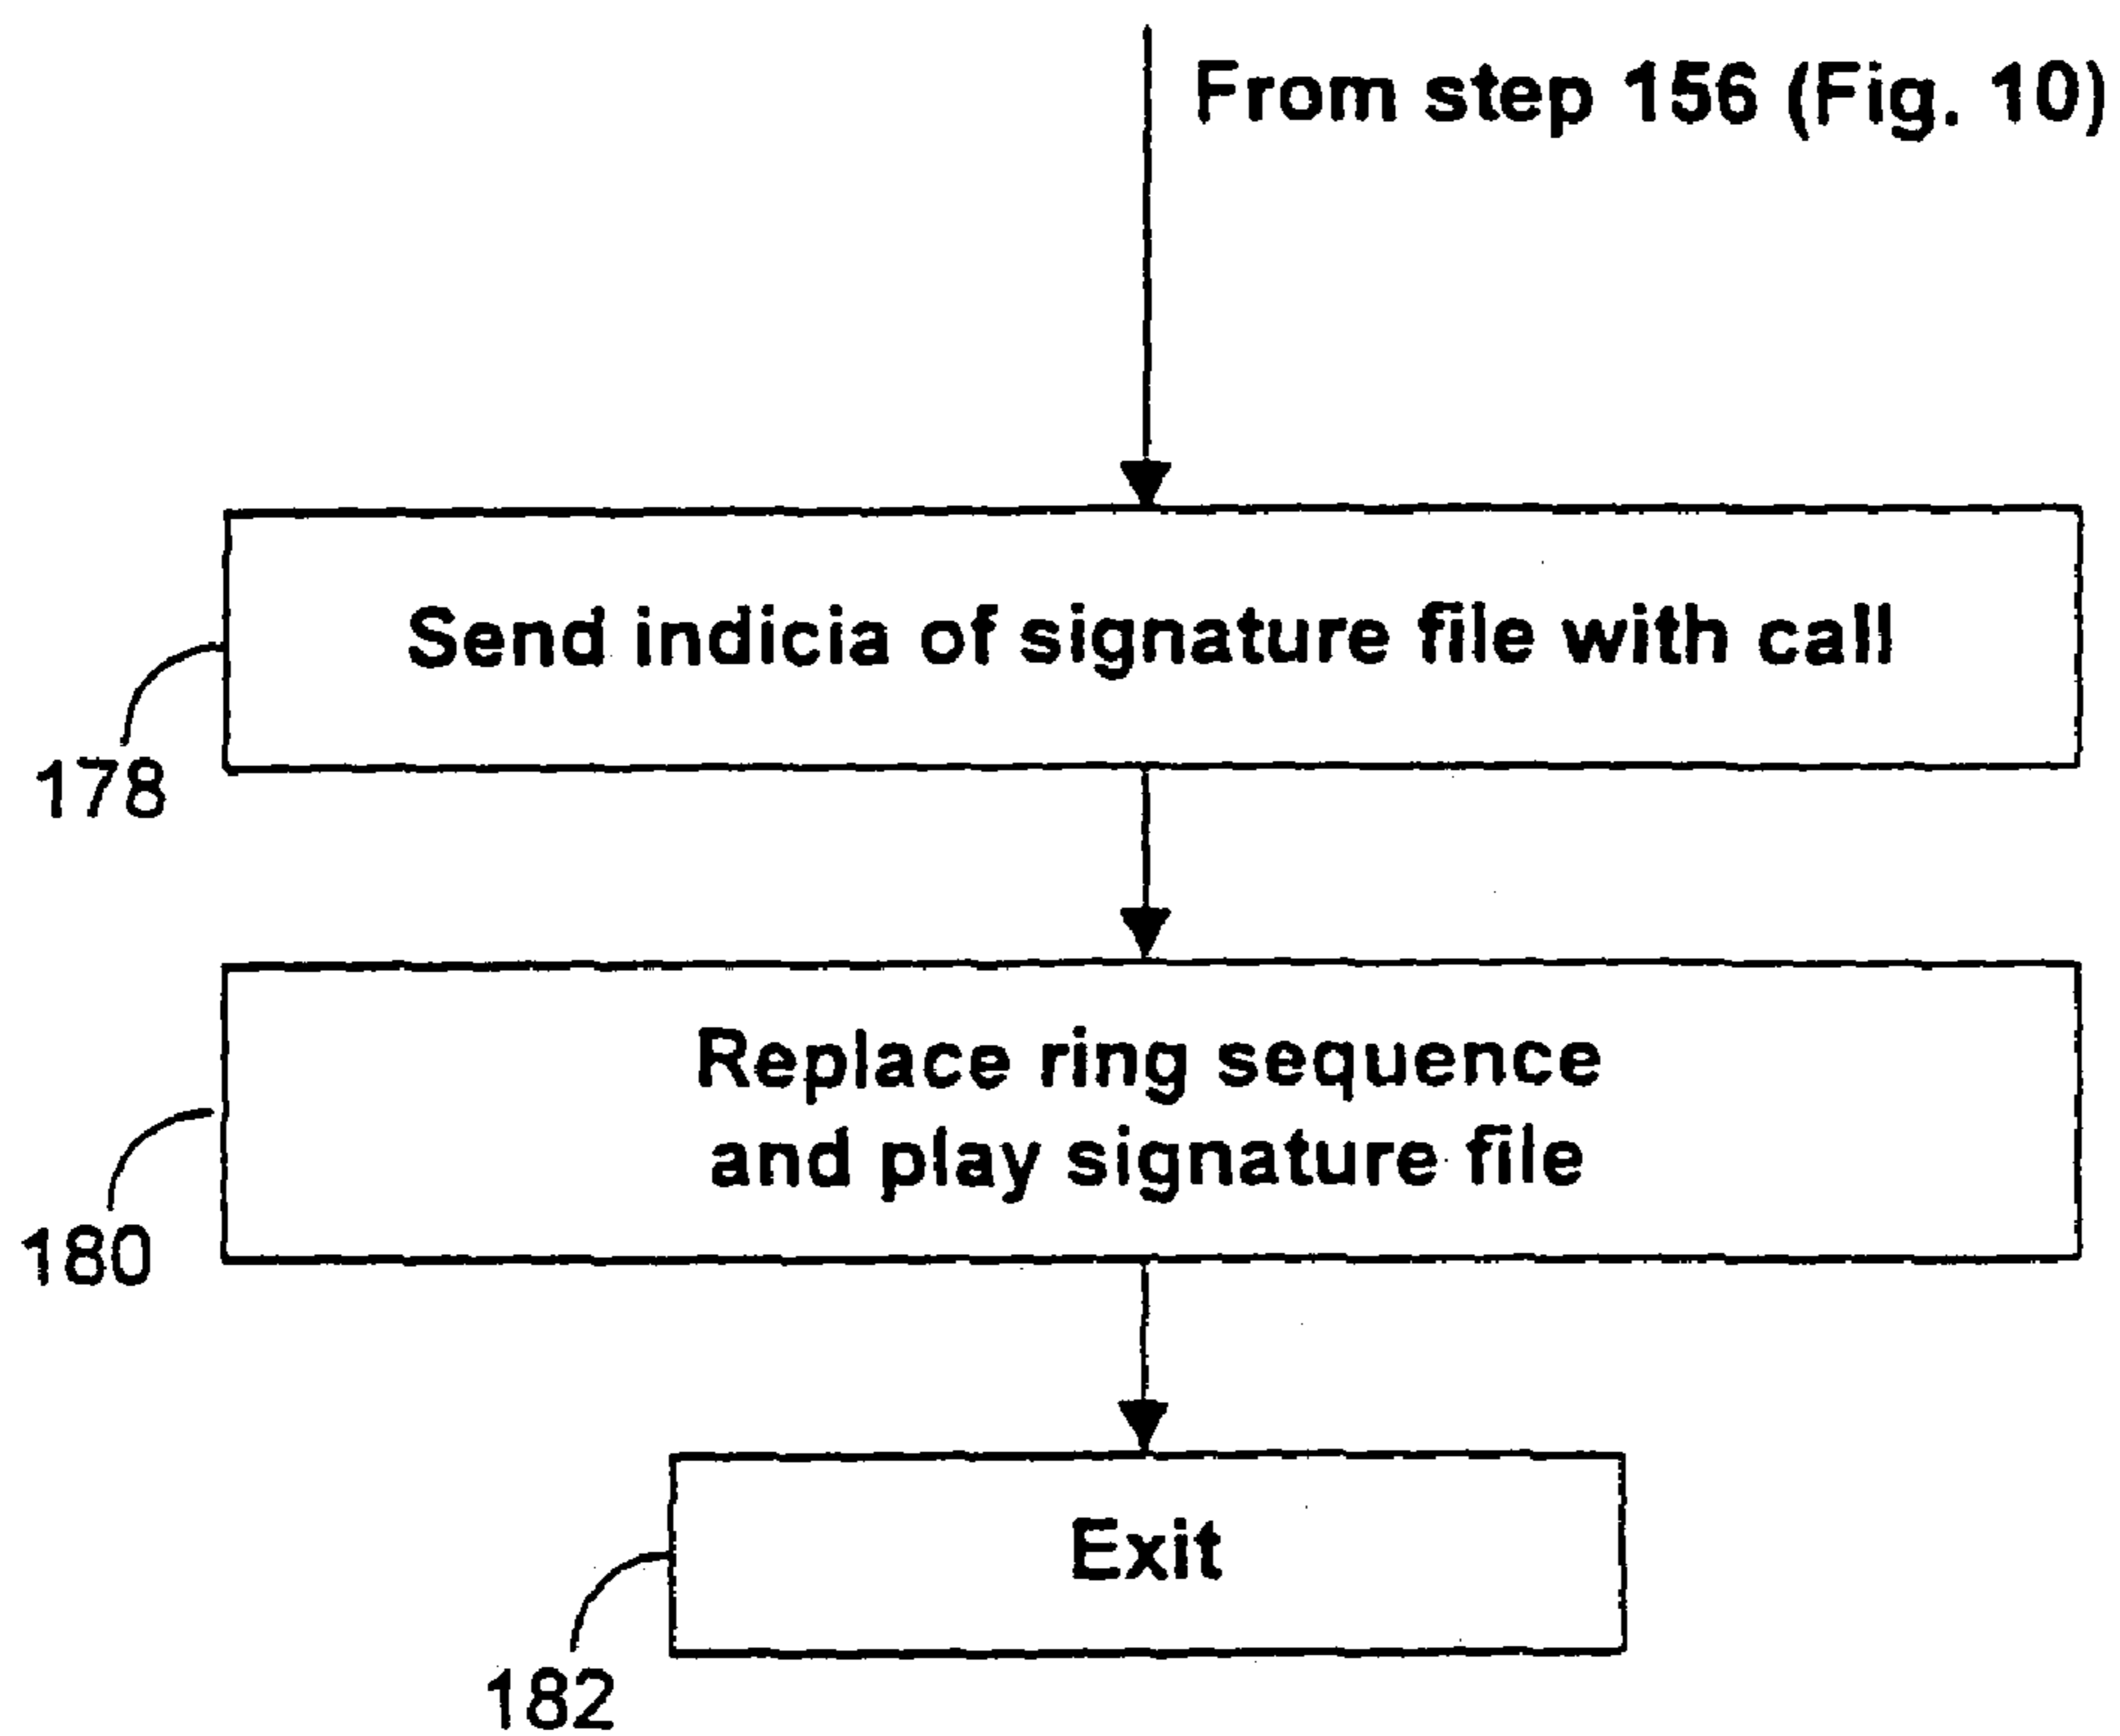 From step 156 (Fig. 10)
Send indicia of signature file with call
178
Replace ring sequence
and play signature file
180
Exit
182